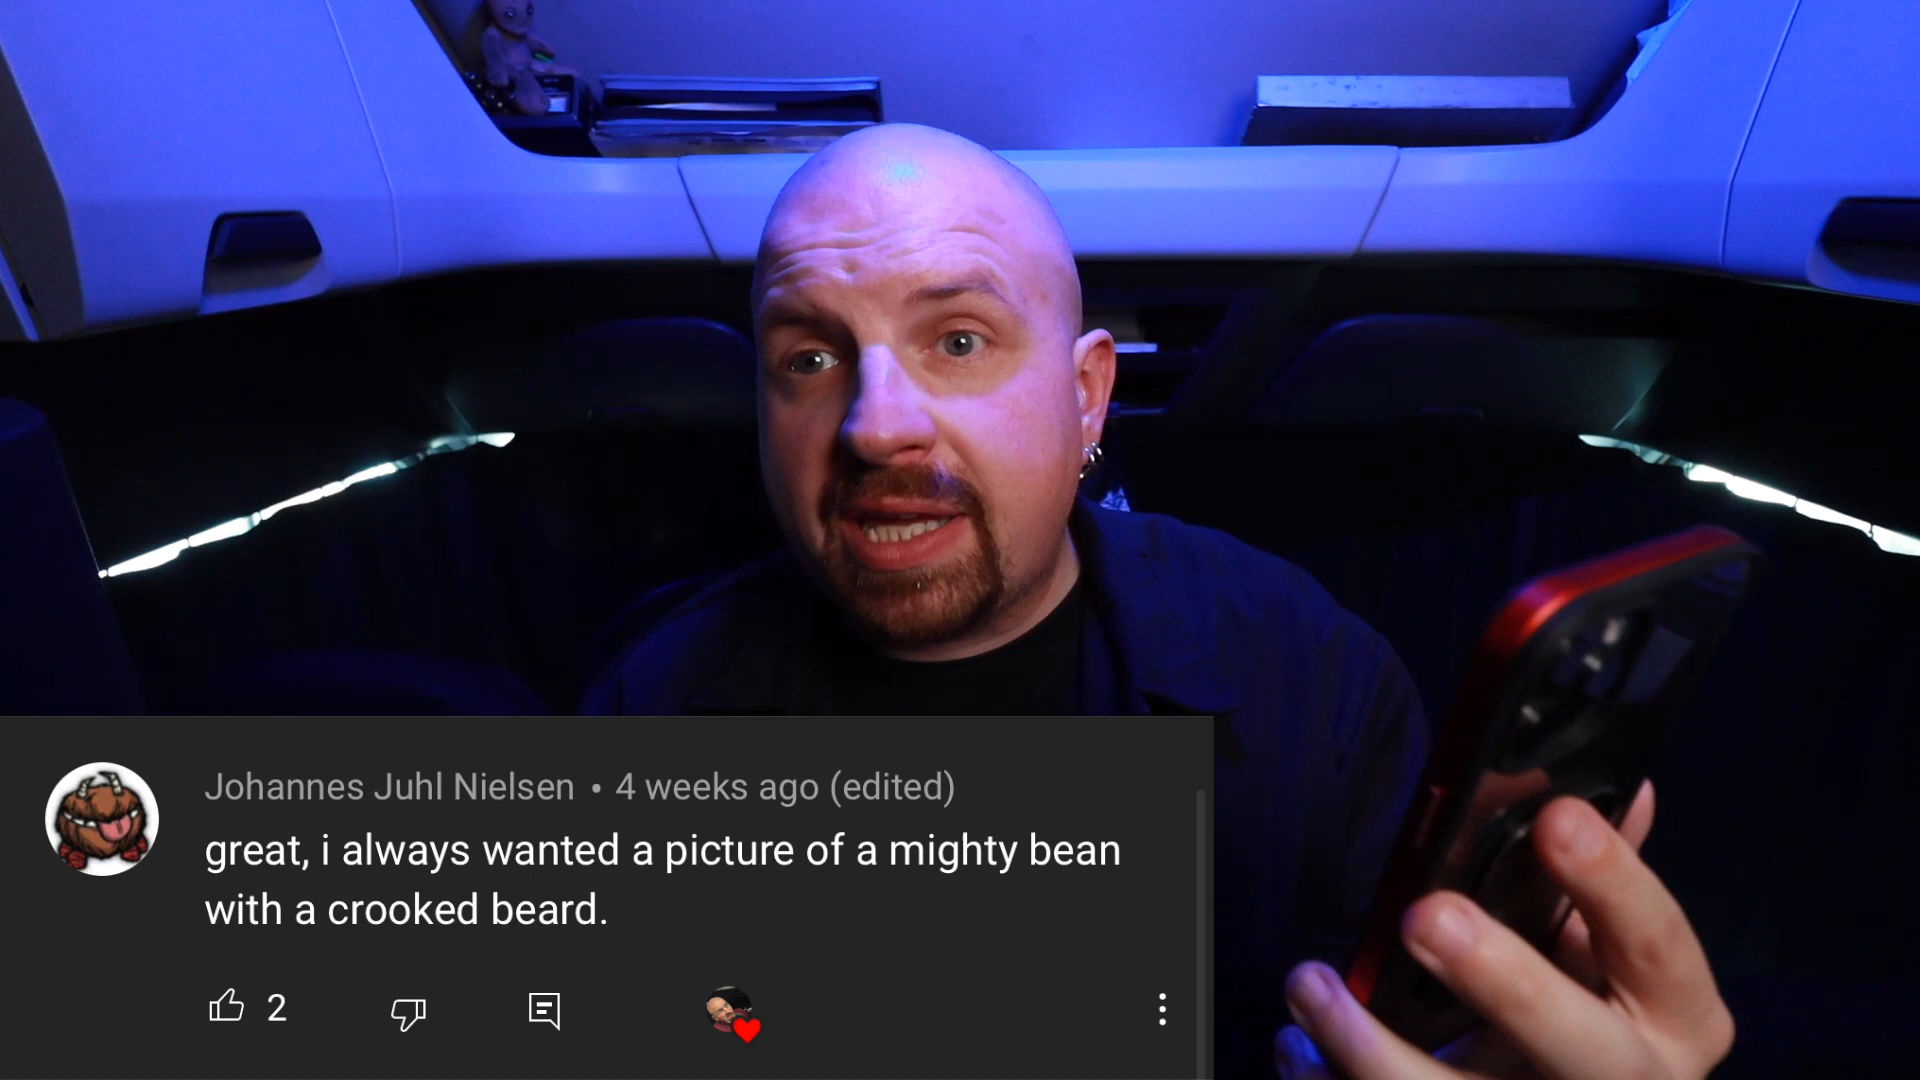 Johannes Juhl Nielsen • 4 weeks ago (edited)
great, i always wanted a picture of a mighty bean
with a crooked beard.
2